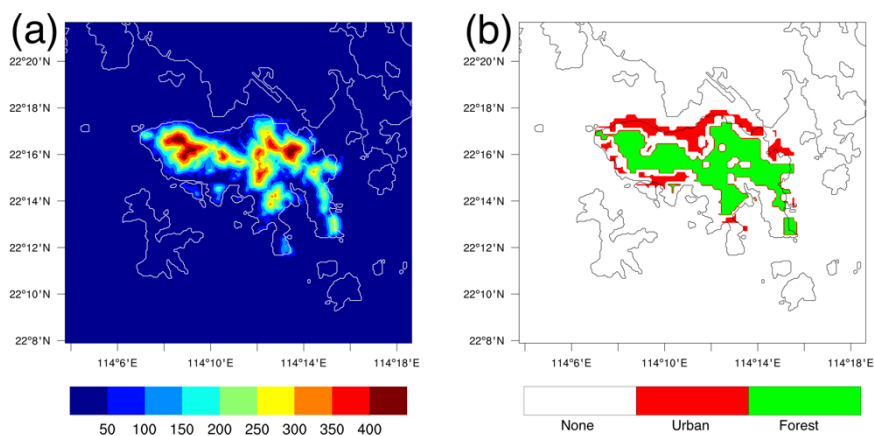 (a)
22°20'N
22°18'N
22°16'N
22°14'N
22°12'N
22°10'N
22°8'N
114°6'E 114°10'E 114°14'E 114°18'E
50 100 150 200 250 300 350 400
(b)
22°20'N
22°18'N
22°16'N
22°14'N
22°12'N
22°10'N
22°8'N
114°6'E 114°10'E 114°14'E 114°18'E
None Urban Forest